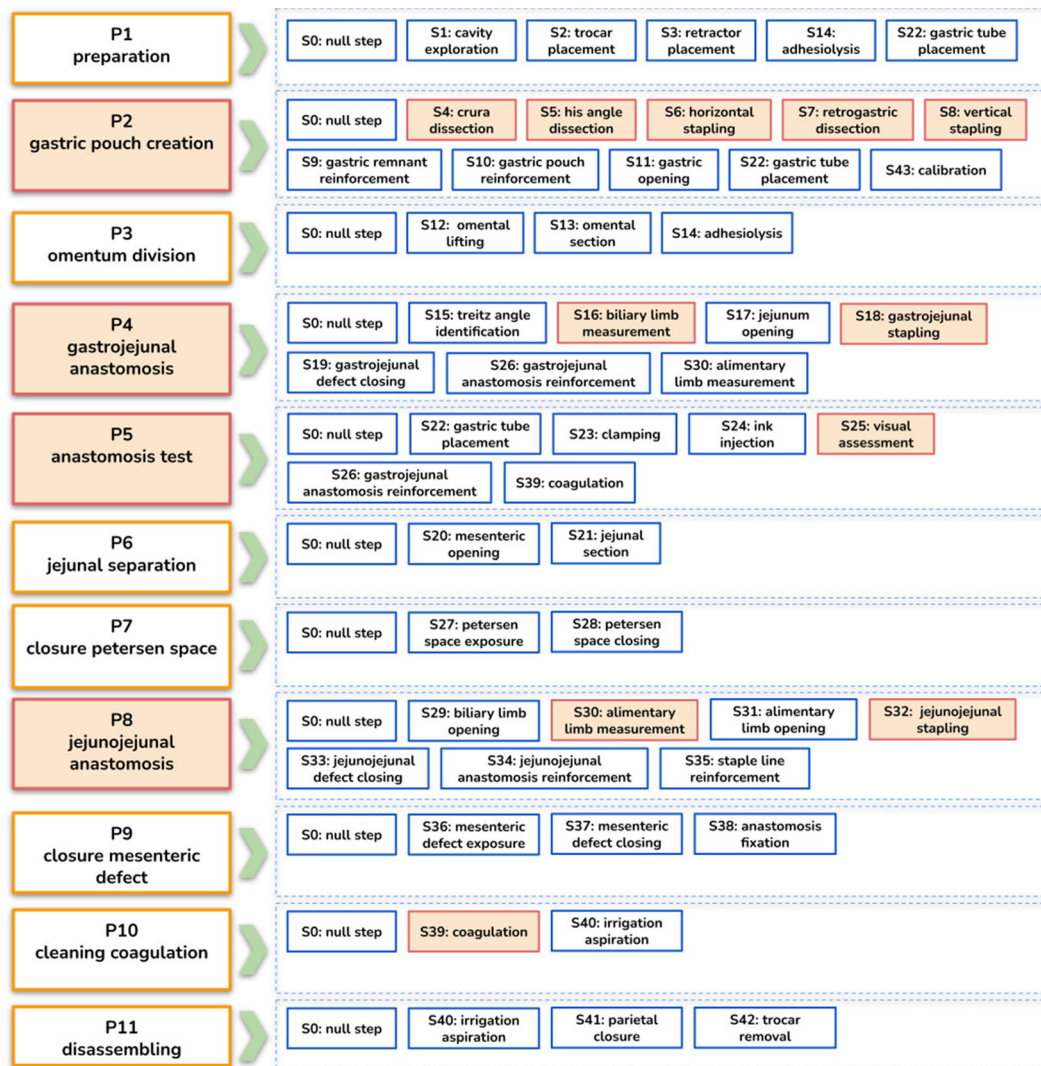 P1
preparation
S0: null step
S1: cavity
exploration
S2: trocar
placement
S3: retractor
placement
S14:
adhesiolysis
S22: gastric tube
placement
P2
gastric pouch creation
S0: null step
S4: crura
dissection
S5: his angle
dissection
S6: horizontal
stapling
S7: retrogastric
dissection
S8: vertical
stapling
S9: gastric remnant
reinforcement
S10: gastric pouch
reinforcement
S11: gastric
opening
S22: gastric tube
placement
S43: calibration
P3
omentum division
S0: null step
S12: omental
lifting
S13: omental
section
S14: adhesiolysis
P4
gastrojejunal
anastomosis
S0: null step
S15: treitz angle
identification
S16: biliary limb
measurement
S17: jejunum
opening
S18: gastrojejunal
stapling
S19: gastrojejunal
defect closing
S26: gastrojejunal
anastomosis reinforcement
S30: alimentary
limb measurement
P5
anastomosis test
S0: null step
S22: gastric tube
placement
S23: clamping
S24: ink
injection
S25: visual
assessment
S26: gastrojejunal
anastomosis reinforcement
S39: coagulation
P6
jejunal separation
S0: null step
S20: mesenteric
opening
S21: jejunal
section
P7
closure petersen space
S0: null step
S27: petersen
space exposure
S28: petersen
space closing
P8
jejunojejunal
anastomosis
S0: null step
S29: biliary limb
opening
S30: alimentary
limb measurement
S31: alimentary
limb opening
S32: jejunojejunal
stapling
S33: jejunojejunal
defect closing
S34: jejunojejunal
anastomosis reinforcement
S35: staple line
reinforcement
P9
closure mesenteric
defect
S0: null step
S36: mesenteric
defect exposure
S37: mesenteric
defect closing
S38: anastomosis
fixation
P10
cleaning coagulation
S0: null step
S39: coagulation
S40: irrigation
aspiration
P11
disassembling
S0: null step
S40: irrigation
aspiration
S41: parietal
closure
S42: trocar
removal